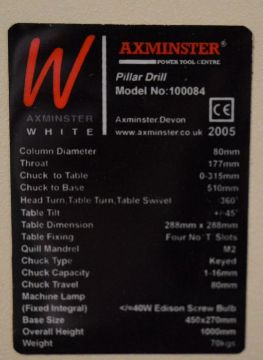 W
AXMINSTER
WHITE
AXMINSTER®
POWER TOOL CENTRE
Pillar Drill
Model No:100084
CE
Axminster.Devon
www.axminster.co.uk 2005
Column Diameter 80mm
Throat 177mm
Chuck to Table 0-315mm
Chuck to Base 510mm
Head Turn,Table Turn,Table Swivel 360°
Table Tilt +/-45°
Table Dimension 288mm x 288mm
Table Fixing Four No T Slots
Quill Mandrel M2
Chuck Type Keyed
Chuck Capacity 1-16mm
Chuck Travel 80mm
Machine Lamp
(Fixed Integral) </=40W Edison Screw Bulb
Base Size 450x270mm
Overall Height 1000mm
Weight 70kgs